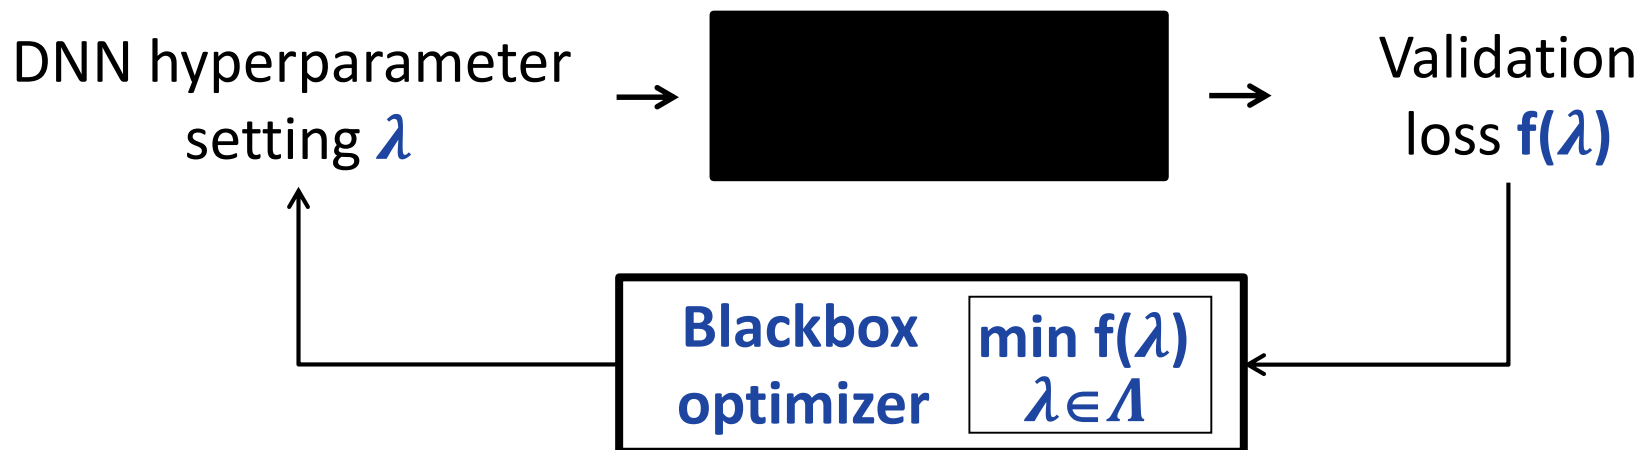 DNN hyperparameter
setting λ
Validation
loss f(λ)
Blackbox
optimizer
min f(λ)
λ∈Λ